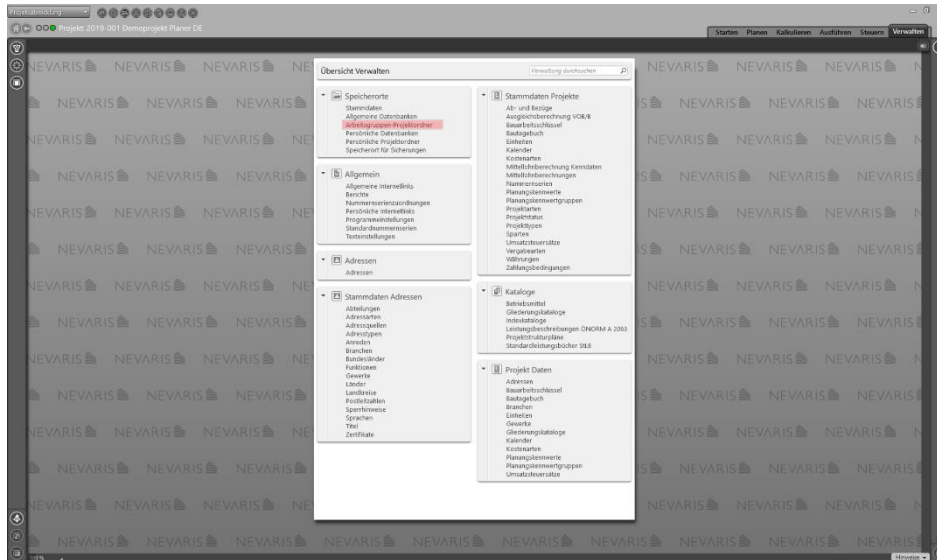 Projektabwicklung
Projekt: 2019-001 Demoprojekt Planer DE
Starten Planen Kalkulieren Ausführen Steuern Verwalten
Übersicht Verwalten
Verwaltung durchsuchen
Speicherorte
Stammdaten
Allgemeine Datenbanken
Arbeitsgruppen-Projektordner
Persönliche Datenbanken
Persönliche Projektordner
Speicherort für Sicherungen
Allgemein
Allgemeine Internetlinks
Berichte
Nummernserienzuordnungen
Persönliche Internetlinks
Programmeinstellungen
Standardnummernserien
Texteinstellungen
Adressen
Adressen
Stammdaten Adressen
Abteilungen
Adressarten
Adressquellen
Adresstypen
Anreden
Branchen
Bundesländer
Funktionen
Gewerke
Länder
Landkreise
Postleitzahlen
Sperrhinweise
Sprachen
Titel
Zertifikate
Stammdaten Projekte
Ab- und Bezüge
Ausgleichsberechnung VOB/B
Bauarbeitsschlüssel
Bautagebuch
Einheiten
Kalender
Kostenarten
Mittellohnberechnung Kenndaten
Mittellohnberechnungen
Nummernserien
Planungskennwerte
Planungskennwertgruppen
Projektarten
Projektstatus
Projekttypen
Sparten
Umsatzsteuersätze
Vergabearten
Währungen
Zahlungsbedingungen
Kataloge
Betriebsmittel
Gliederungskataloge
Indexkataloge
Leistungsbeschreibungen ÖNORM A 2063
Projektstrukturpläne
Standardleistungsbücher StLB
Projekt Daten
Adressen
Bauarbeitsschlüssel
Bautagebuch
Branchen
Einheiten
Gewerke
Gliederungskataloge
Kalender
Kostenarten
Planungskennwerte
Planungskennwertgruppen
Umsatzsteuersätze
NEVARIS
100%
Hinweise